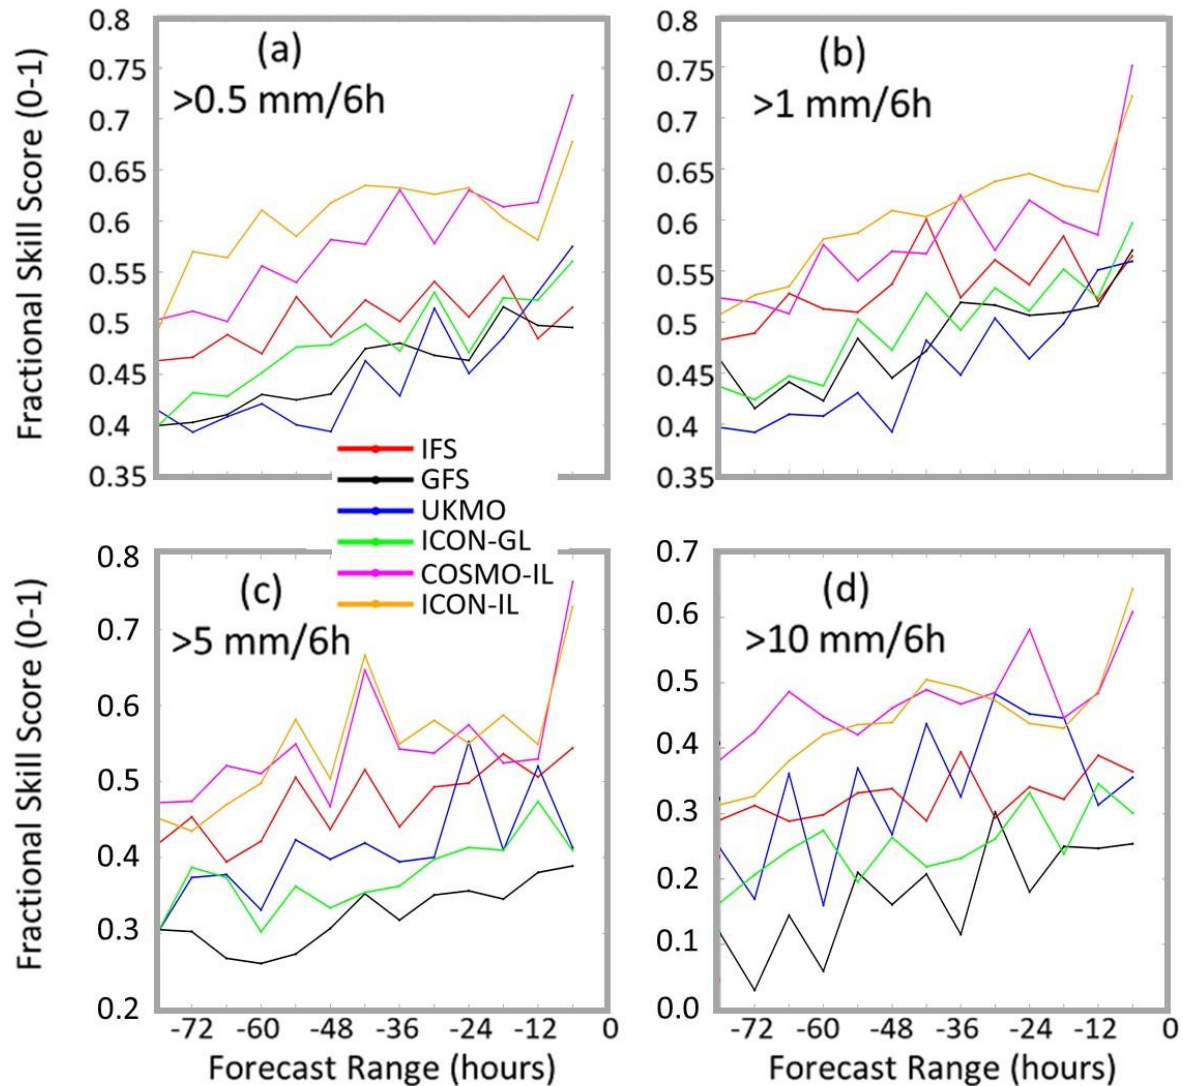 Fractional Skill Score (0-1)
0.8
0.75
0.7
0.65
0.6
0.55
0.5
0.45
0.4
0.35
(a)
>0.5 mm/6h
0.8
0.75
0.7
0.65
0.6
0.55
0.5
0.45
0.4
0.35
(b)
>1 mm/6h
IFS
GFS
UKMO
ICON-GL
COSMO-IL
ICON-IL
Fractional Skill Score (0-1)
0.8
0.7
0.6
0.5
0.4
0.3
0.2
(c)
>5 mm/6h
-72 -60 -48 -36 -24 -12 0
Forecast Range (hours)
0.7
0.6
0.5
0.4
0.3
0.2
0.1
0.0
(d)
>10 mm/6h
-72 -60 -48 -36 -24 -12 0
Forecast Range (hours)